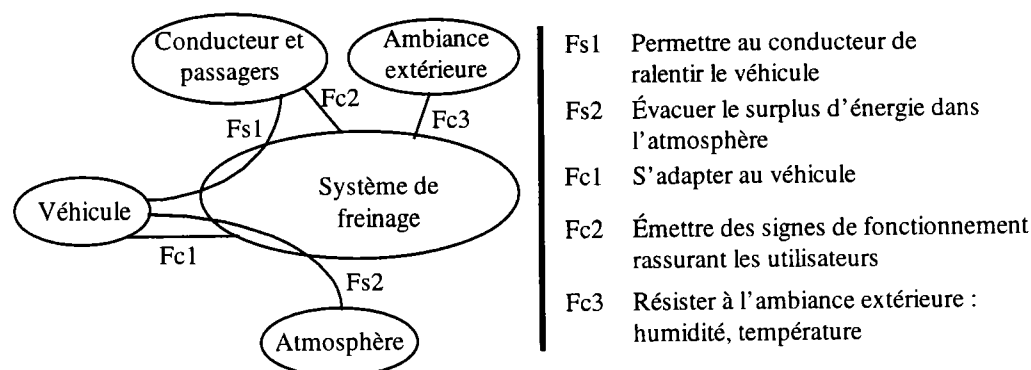 Conducteur et
passagers
Ambiance
extérieure
Fc2
Fc3
Fs1
Système de
freinage
Véhicule
Fc1
Fs2
Atmosphère
Fs1 Permettre au conducteur de
ralentir le véhicule
Fs2 Évacuer le surplus d'énergie dans
l'atmosphère
Fc1 S'adapter au véhicule
Fc2 Émettre des signes de fonctionnement
rassurant les utilisateurs
Fc3 Résister à l'ambiance extérieure :
humidité, température